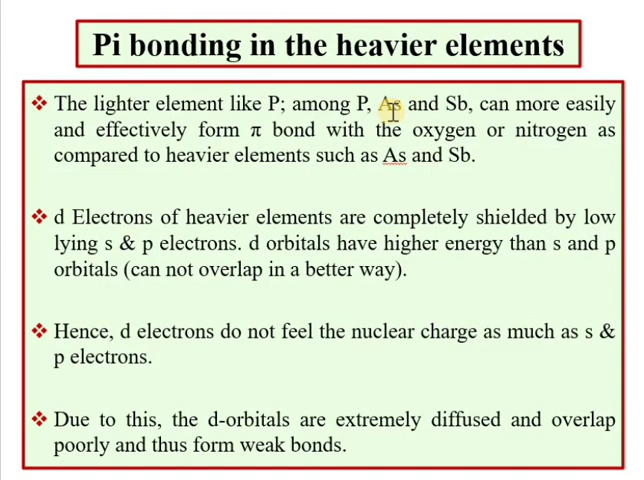 Pi bonding in the heavier elements
❖ The lighter element like P; among P, As and Sb, can more easily
and effectively form π bond with the oxygen or nitrogen as
compared to heavier elements such as As and Sb.
❖ d Electrons of heavier elements are completely shielded by low
lying s & p electrons. d orbitals have higher energy than s and p
orbitals (can not overlap in a better way).
❖ Hence, d electrons do not feel the nuclear charge as much as s &
p electrons.
❖ Due to this, the d-orbitals are extremely diffused and overlap
poorly and thus form weak bonds.